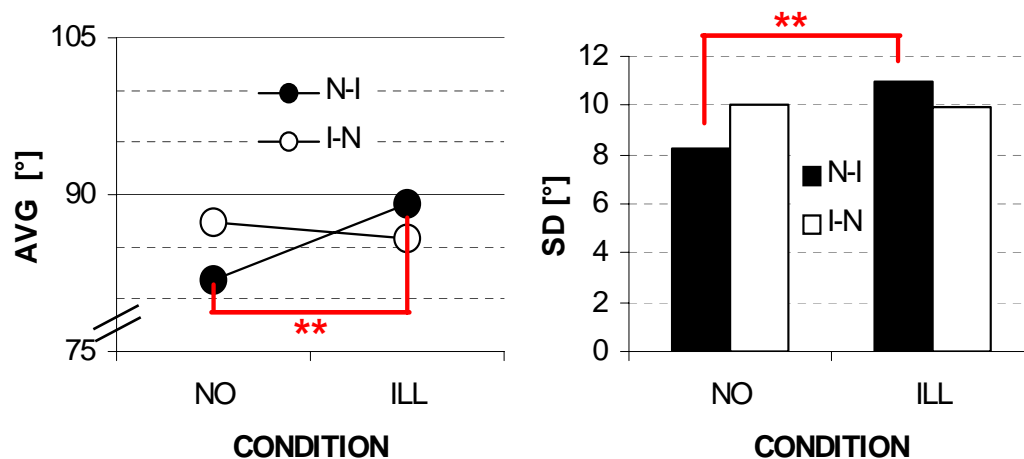 105
90
75
AVG [°]
N-I
I-N
**
NO
ILL
CONDITION
**
12
10
8
6
4
2
0
SD [°]
N-I
I-N
NO
ILL
CONDITION